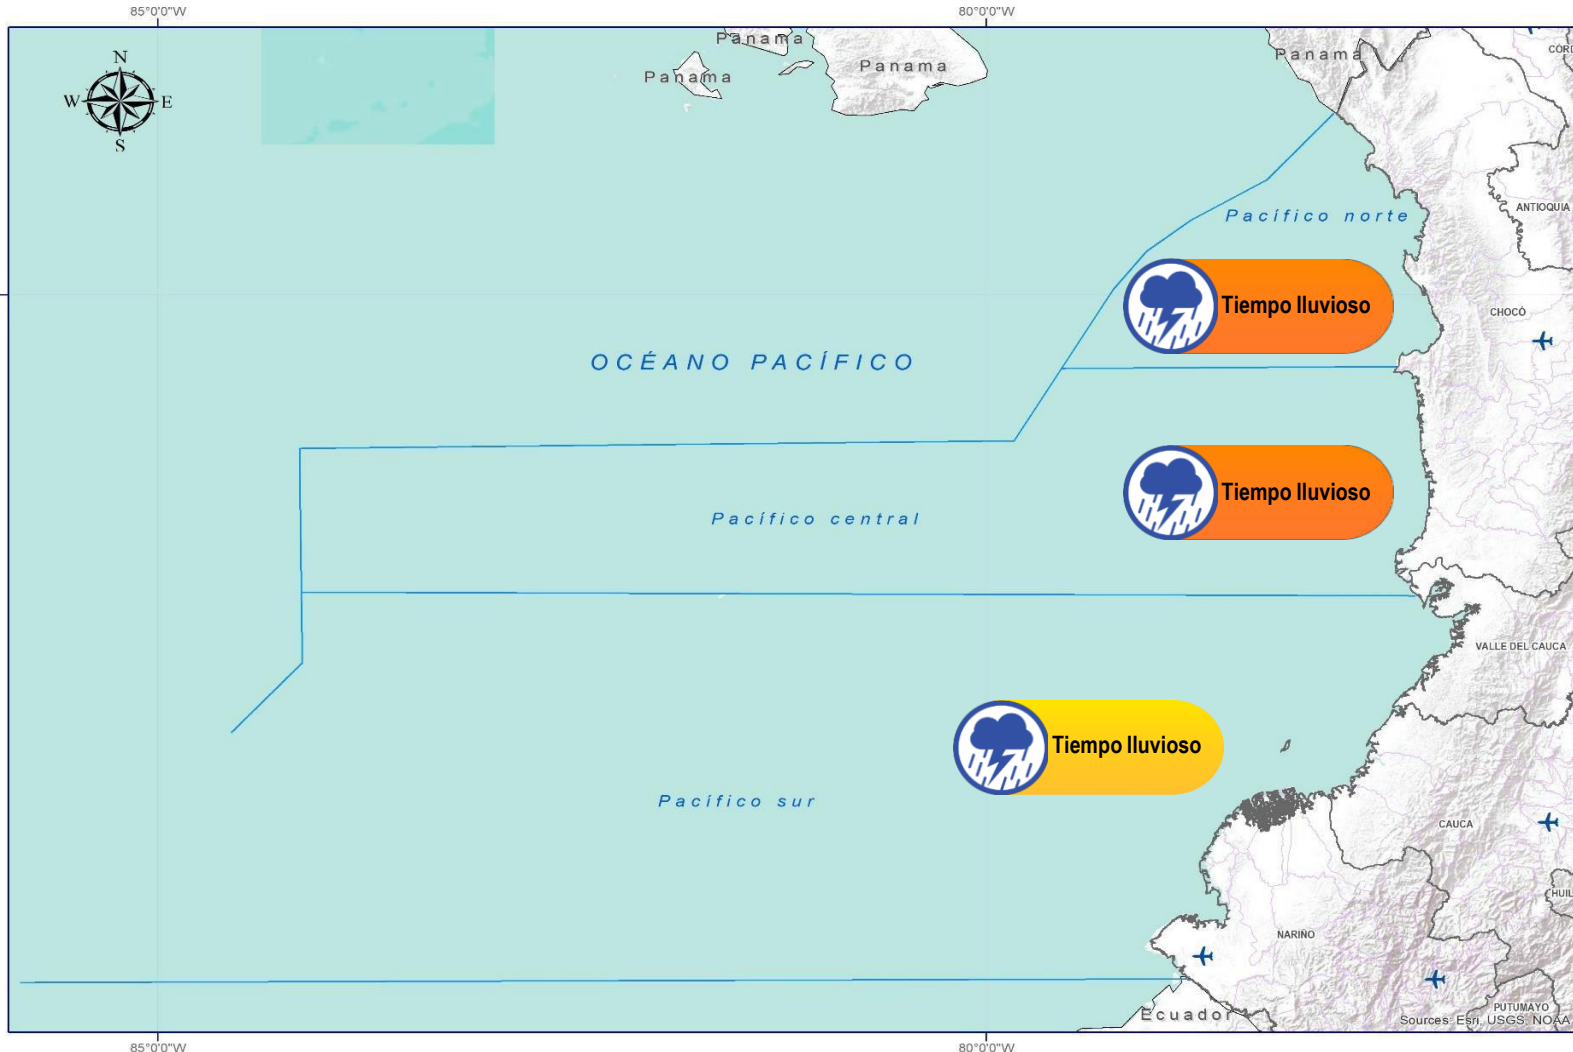 85°0'0"W
80°0'0"W
N
W
E
S
Panama
Panama
Panama
Panama
ANTIOQUIA
Pacífico norte
Tiempo lluvioso
CHOCÓ
OCÉANO PACÍFICO
Tiempo lluvioso
Pacífico central
VALLE DEL CAUCA
Tiempo lluvioso
Pacífico sur
CAUCA
HUIL
NARIÑO
PUTUMAYO
Ecuador
Sources: Esri, USGS, NOAA
85°0'0"W
80°0'0"W